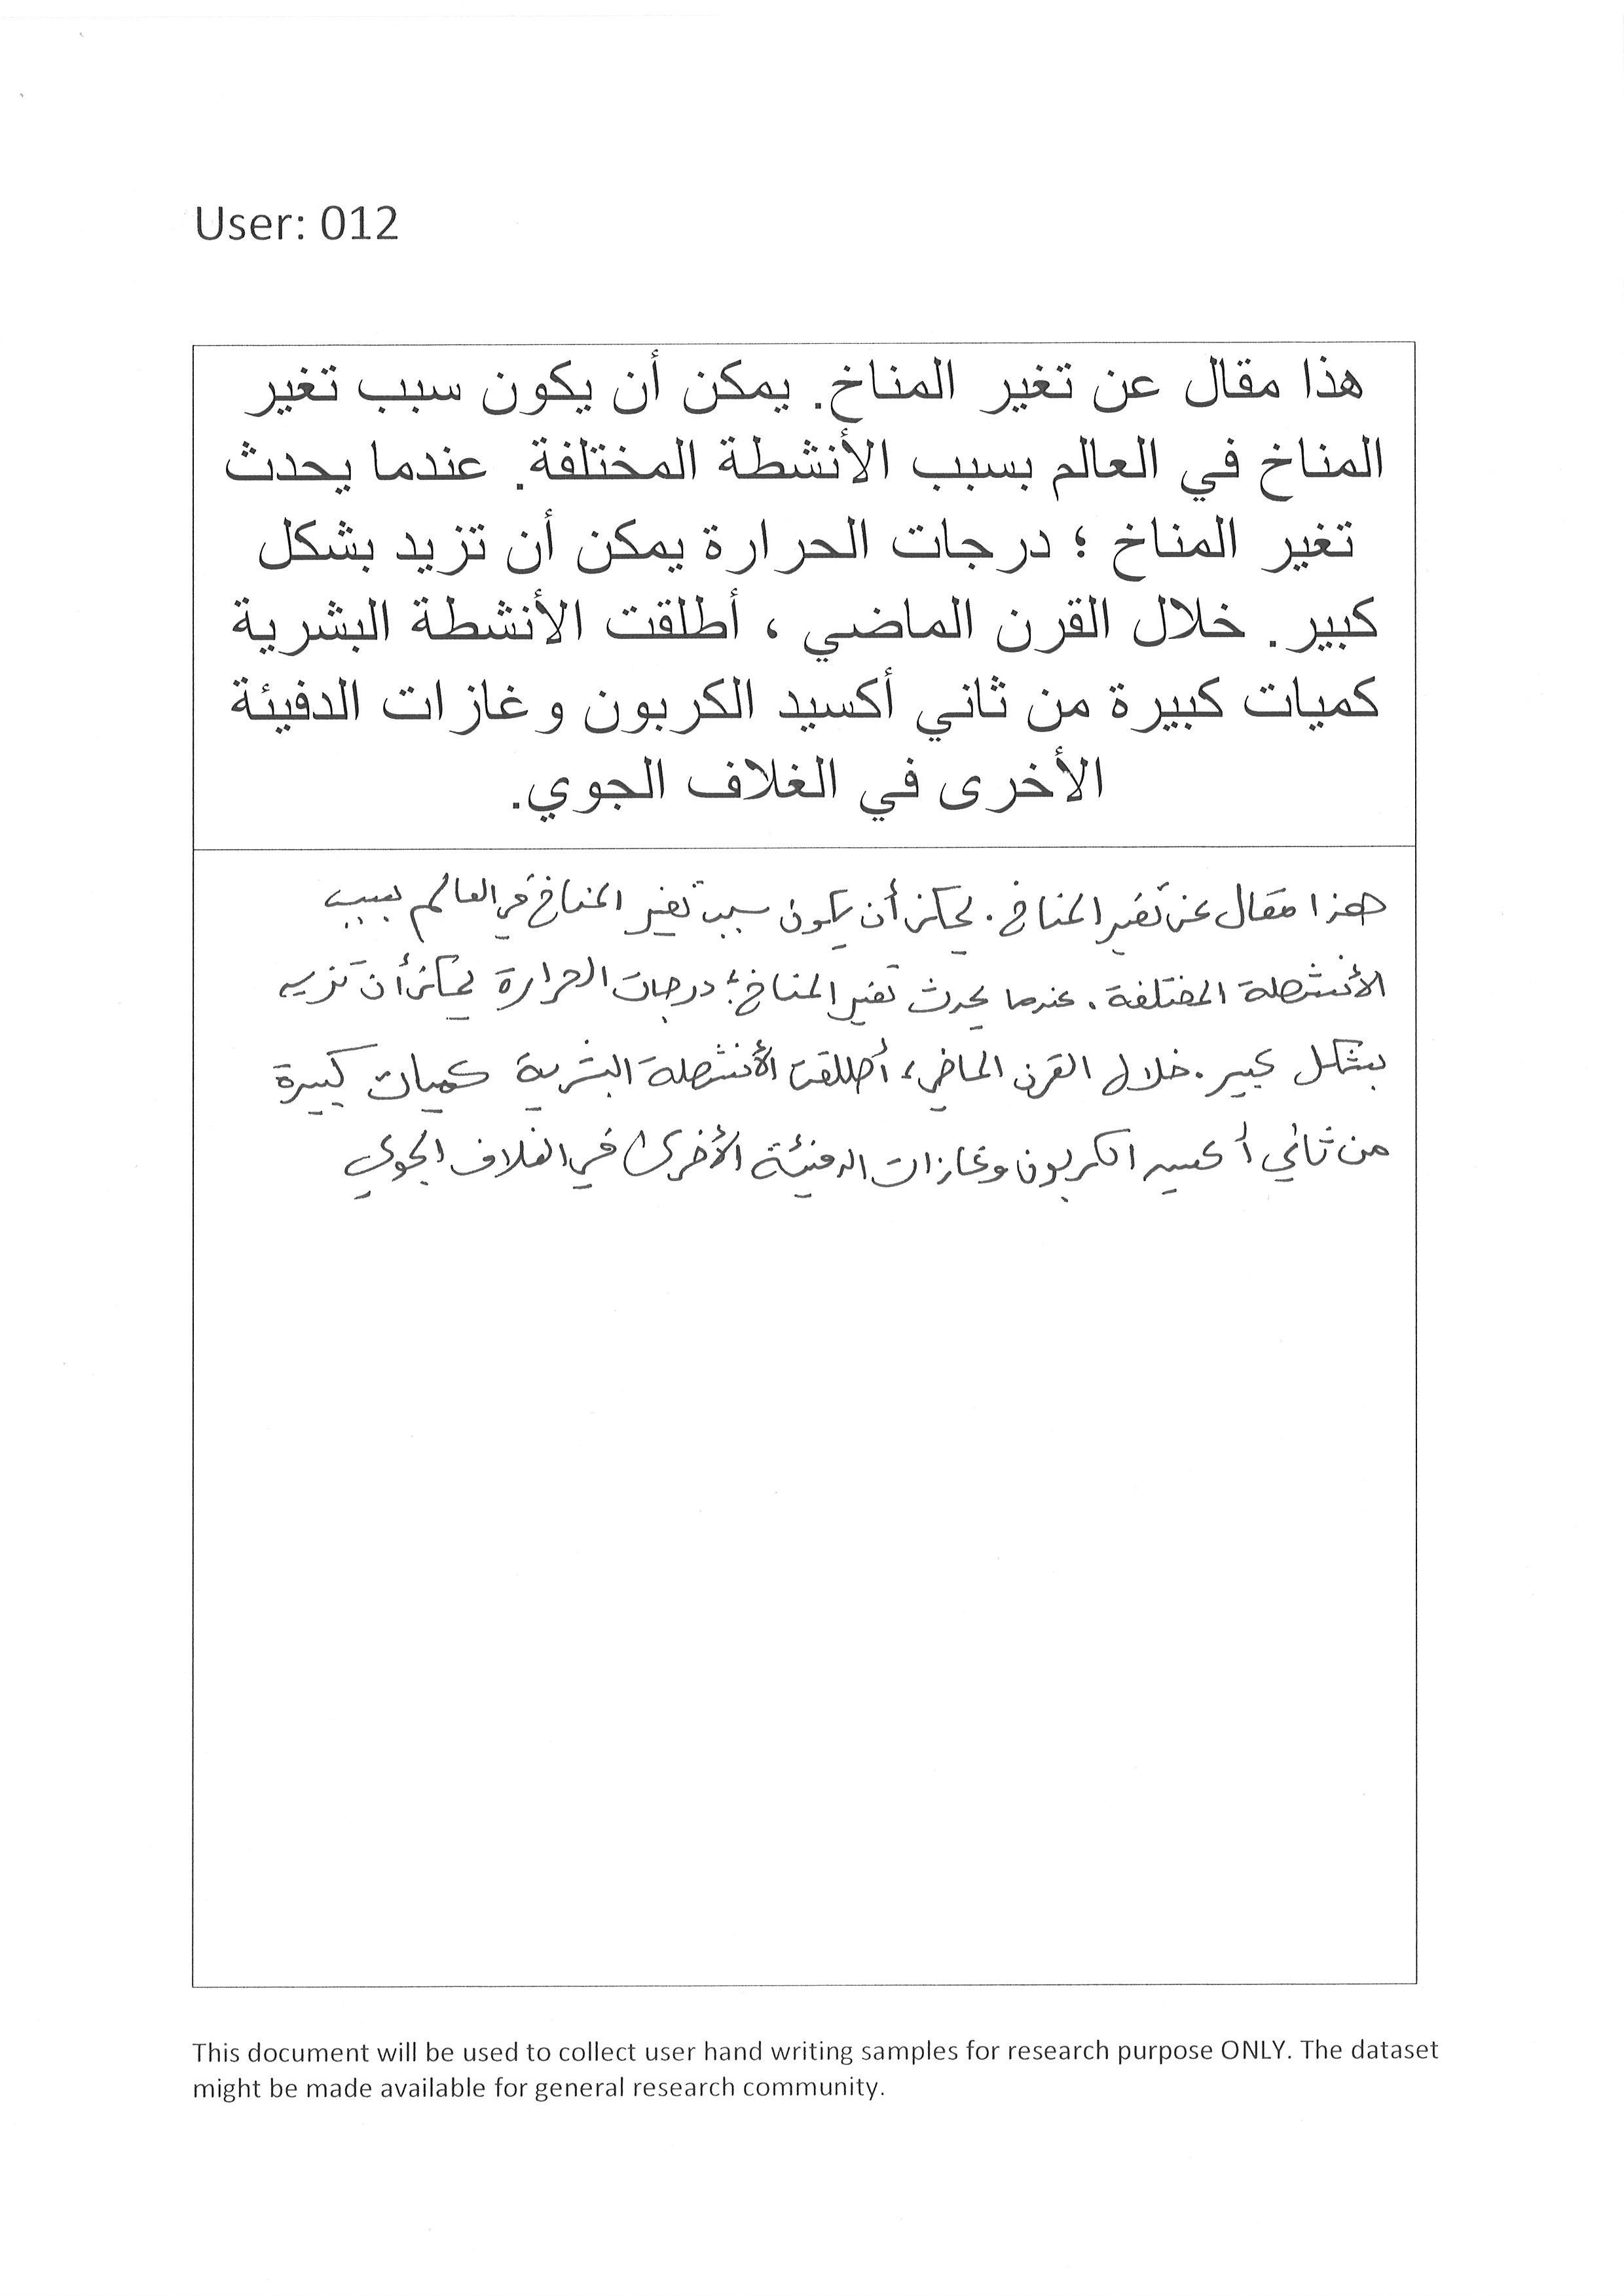 User: 012
هذا مقال عن تغير المناخ. يمكن أن يكون سبب تغير
المناخ في العالم بسبب الأنشطة المختلفة. عندما يحدث
تغير المناخ ؛ درجات الحرارة يمكن أن تزيد بشكل
كبير. خلال القرن الماضي ، أطلقت الأنشطة البشرية
كميات كبيرة من ثاني أكسيد الكربون وغازات الدفيئة
الأخرى في الغلاف الجوي.
هذا مقال عن تغير المناخ. يمكن أن يكون سبب تغير المناخ في العالم بسبب
الأنشطة المختلفة. عندما يحدث تغير المناخ؛ درجات الحرارة يمكن أن تزيد
بشكل كبير. خلال القرن الماضي، أطلقت الأنشطة البشرية كميات كبيرة
من ثاني أكسيد الكربون وغازات الدفيئة الأخرى في الغلاف الجوي
This document will be used to collect user hand writing samples for research purpose ONLY. The dataset
might be made available for general research community.